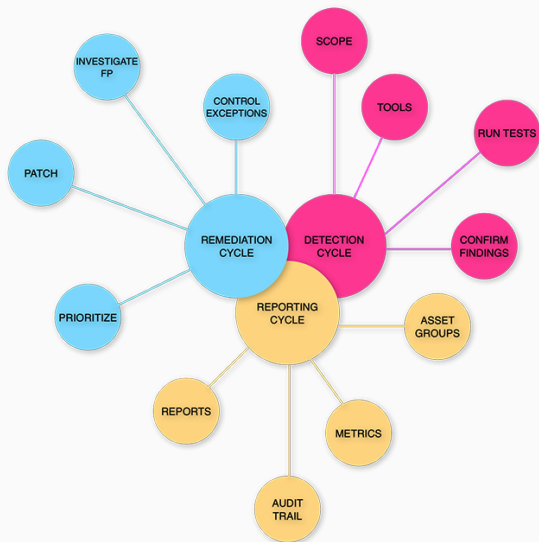 SCOPE
INVESTIGATE
FP
CONTROL
EXCEPTIONS
TOOLS
RUN TESTS
PATCH
REMEDIATION
CYCLE
DETECTION
CYCLE
CONFIRM
FINDINGS
PRIORITIZE
REPORTING
CYCLE
ASSET
GROUPS
REPORTS
METRICS
AUDIT
TRAIL